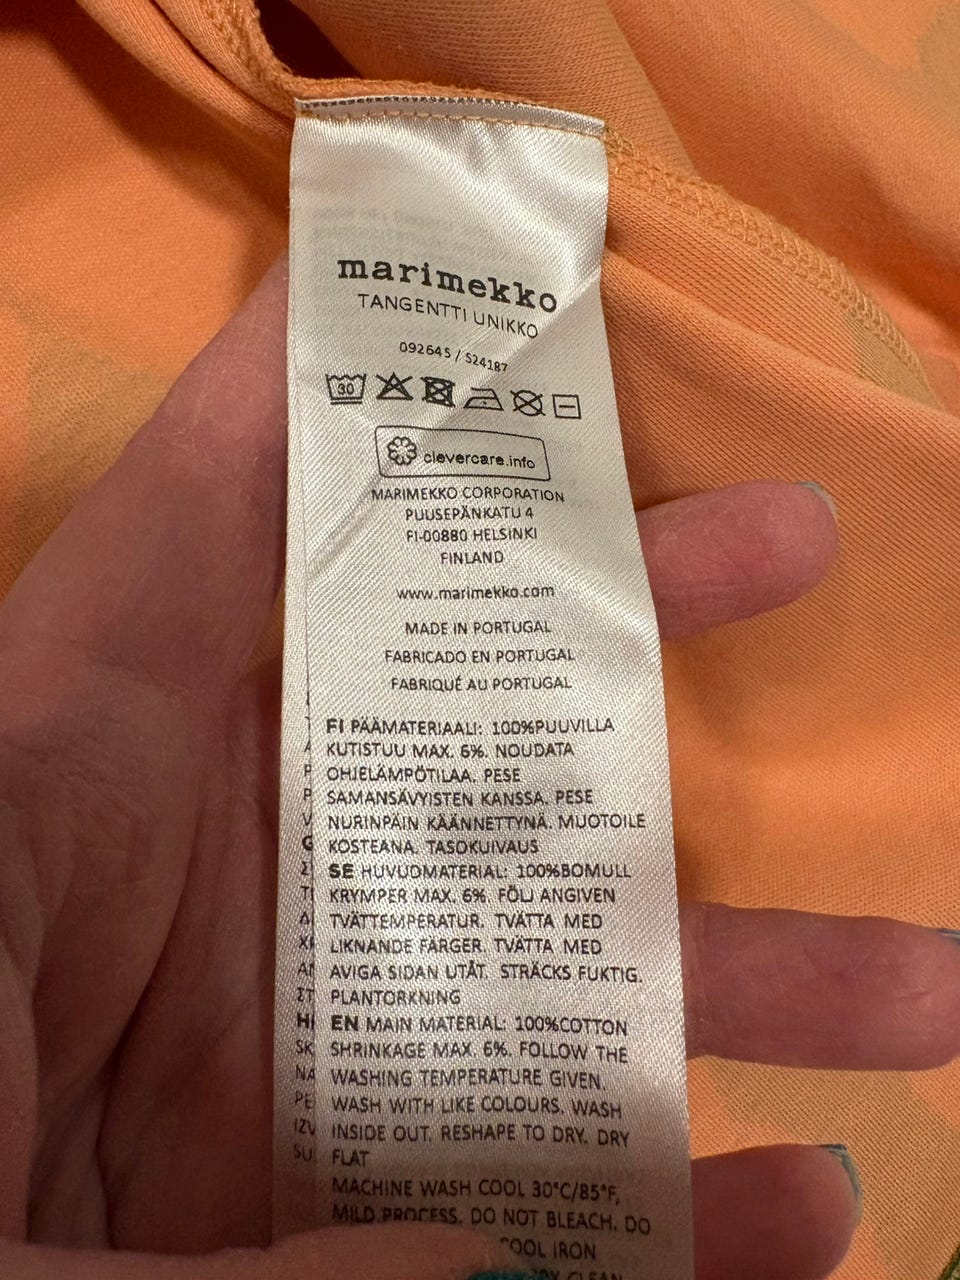 marimekko
TANGENTTI UNIKKO
092645 / S24187
30
clevercare.info
MARIMEKKO CORPORATION
PUUSEPÄNKATU 4
FI-00880 HELSINKI
FINLAND
www.marimekko.com
MADE IN PORTUGAL
FABRICADO EN PORTUGAL
FABRIQUÉ AU PORTUGAL
FI PÄÄMATERIAALI: 100%PUUVILLA
KUTISTUU MAX. 6%. NOUDATA
OHJELÄMPÖTILAA. PESE
SAMANSÄVYISTEN KANSSA. PESE
NURINPÄIN KÄÄNNETTYNÄ. MUOTOILE
KOSTEANA. TASOKUIVAUS
SE HUVUDMATERIAL: 100%BOMULL
KRYMPER MAX. 6%. FÖLJ ANGIVEN
TVÄTTEMPERATUR. TVÄTTA MED
LIKNANDE FÄRGER. TVÄTTA MED
AVIGA SIDAN UTÅT. STRÄCKS FUKTIG.
PLANTORKNING
EN MAIN MATERIAL: 100%COTTON
SHRINKAGE MAX. 6%. FOLLOW THE
WASHING TEMPERATURE GIVEN.
WASH WITH LIKE COLOURS. WASH
INSIDE OUT. RESHAPE TO DRY. DRY
FLAT
MACHINE WASH COOL 30°C/85°F,
MILD PROCESS. DO NOT BLEACH. DO
COOL IRON
CLEAN